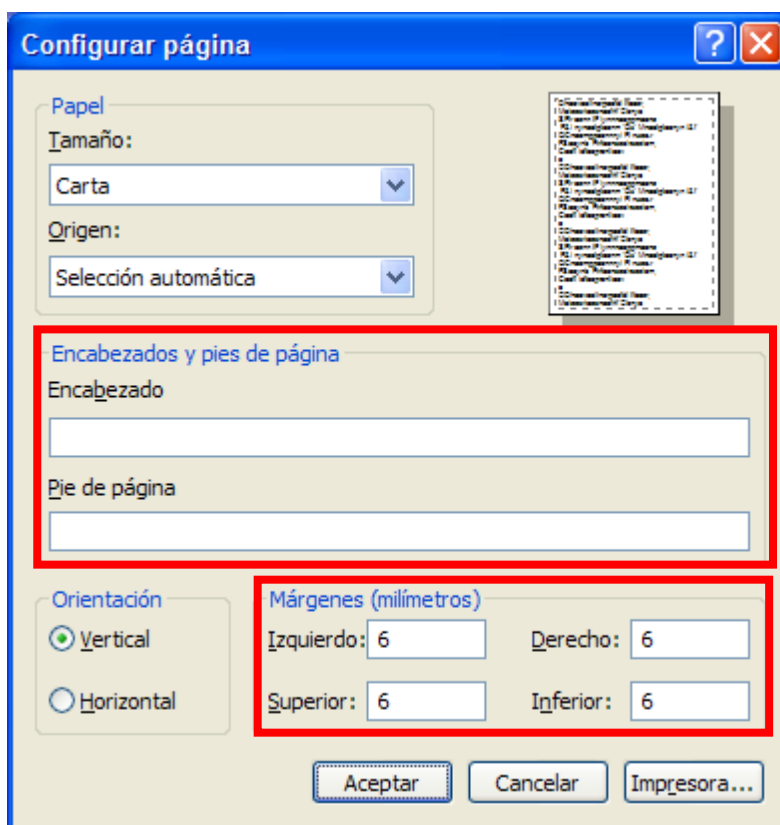 Configurar página
Papel
Tamaño:
Carta
Origen:
Selección automática
Encabezados y pies de página
Encabezado
Pie de página
Orientación
Vertical
Horizontal
Márgenes (milímetros)
Izquierdo: 6 Derecho: 6
Superior: 6 Inferior: 6
Aceptar Cancelar Impresora...